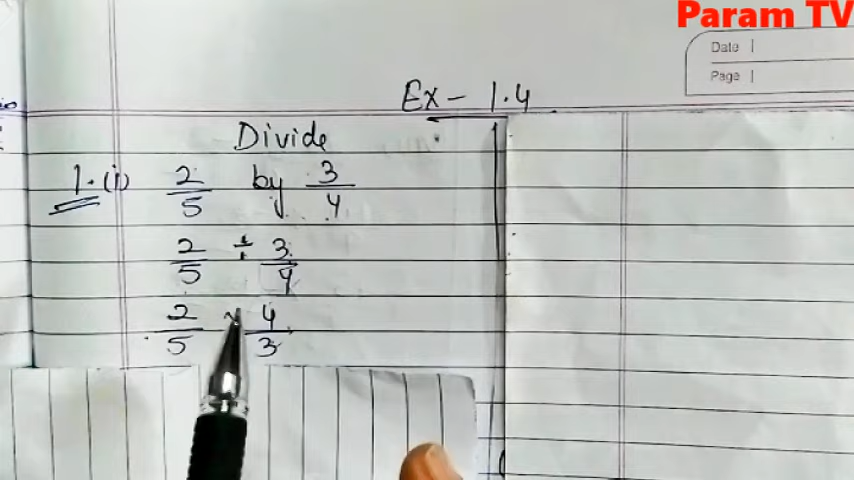 Param TV
Date
Page
Ex - 1.4
Divide
1. (i) 2/5 by 3/4
2/5 ÷ 3/4
2/5 × 4/3